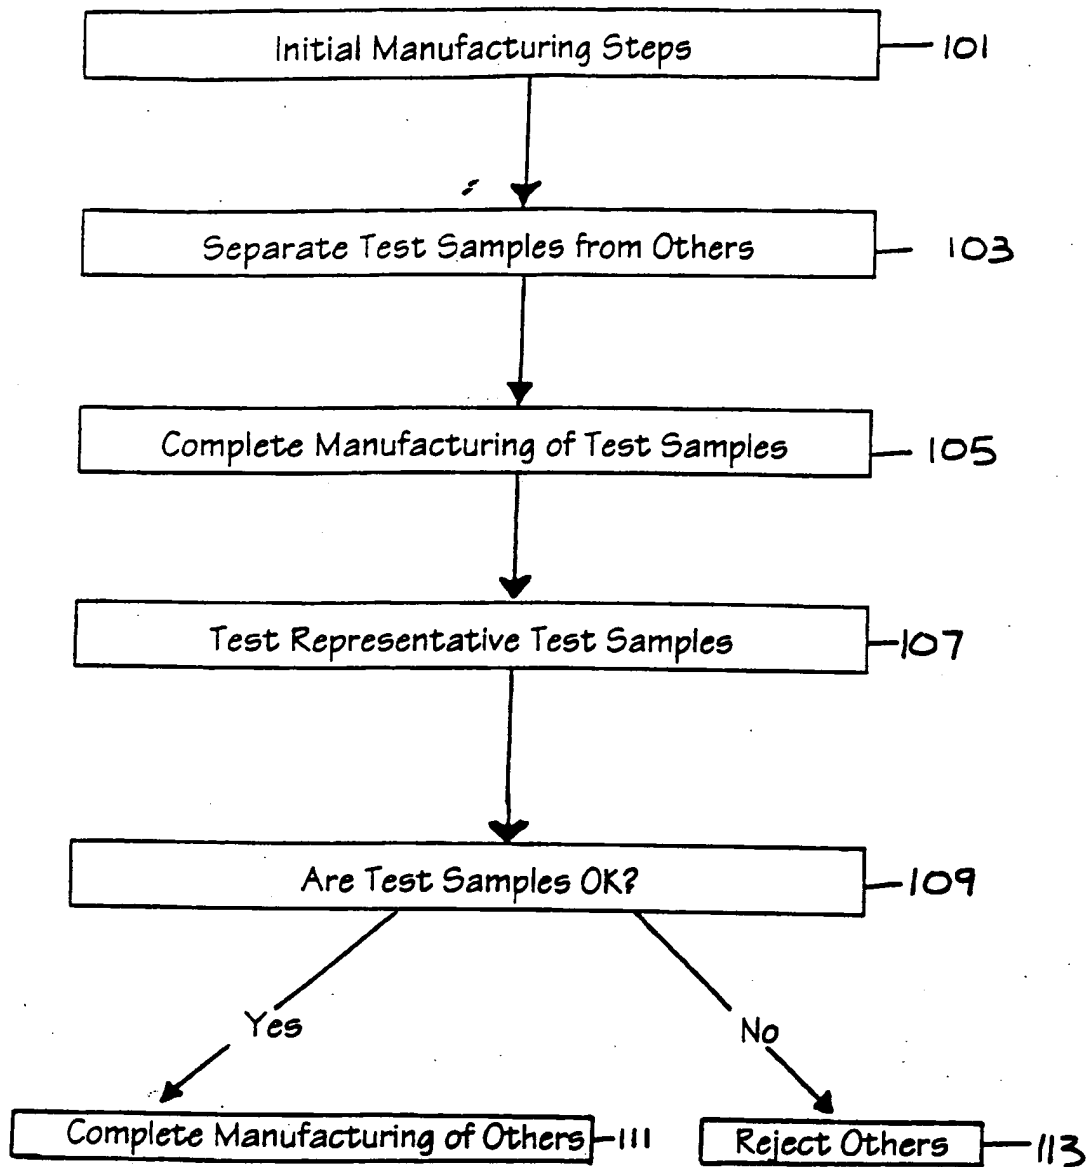 Initial Manufacturing Steps 101
Separate Test Samples from Others 103
Complete Manufacturing of Test Samples 105
Test Representative Test Samples 107
Are Test Samples OK? 109
Yes No
Complete Manufacturing of Others 111
Reject Others 113